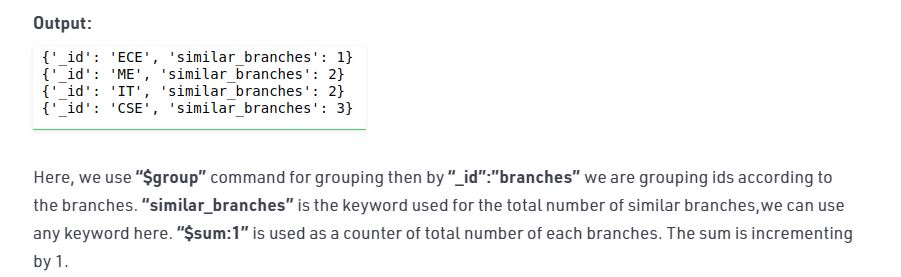 Output:
{'_id': 'ECE', 'similar_branches': 1}
{'_id': 'ME', 'similar_branches': 2}
{'_id': 'IT', 'similar_branches': 2}
{'_id': 'CSE', 'similar_branches': 3}
Here, we use “$group” command for grouping then by “_id”:”branches” we are grouping ids according to
the branches. “similar_branches” is the keyword used for the total number of similar branches,we can use
any keyword here. “$sum:1” is used as a counter of total number of each branches. The sum is incrementing
by 1.